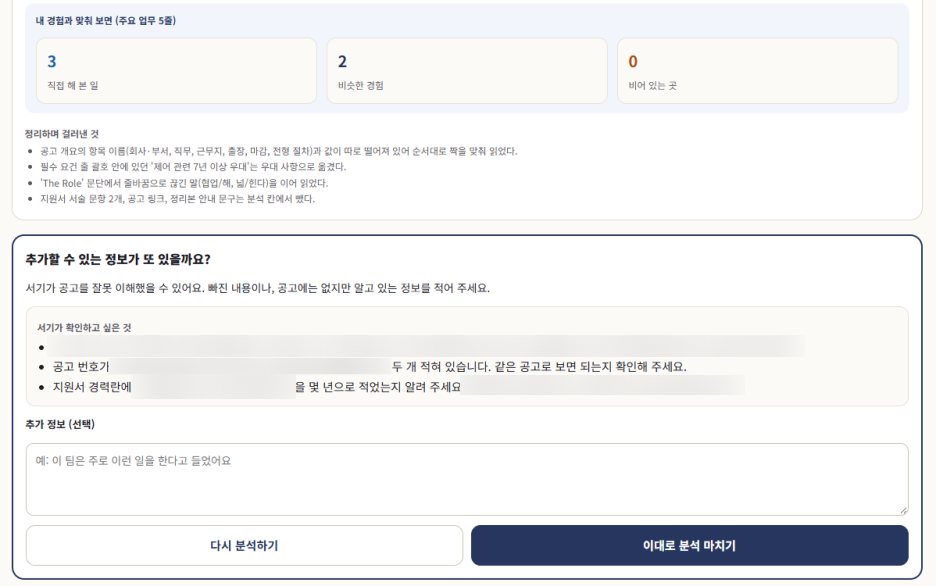 내 경험과 맞춰 보면 (주요 업무 5줄)
3
직접 해 본 일
2
비슷한 경험
0
비어 있는 곳
정리하며 걸러낸 것
공고 개요의 항목 이름(회사·부서, 직무, 근무지, 출장, 마감, 전형 절차)과 값이 따로 떨어져 있어 순서대로 짝을 맞춰 읽었다.
필수 요건 줄 괄호 안에 있던 '제어 관련 7년 이상 우대'는 우대 사항으로 옮겼다.
'The Role' 문단에서 줄바꿈으로 끊긴 말(협업/해, 넓/힌다)을 이어 읽었다.
지원서 서술 문항 2개, 공고 링크, 정리본 안내 문구는 분석 칸에서 뺐다.
추가할 수 있는 정보가 또 있을까요?
서기가 공고를 잘못 이해했을 수 있어요. 빠진 내용이나, 공고에는 없지만 알고 있는 정보를 적어 주세요.
서기가 확인하고 싶은 것
공고 번호가 두 개 적혀 있습니다. 같은 공고로 보면 되는지 확인해 주세요.
지원서 경력란에 을 몇 년으로 적었는지 알려 주세요
추가 정보 (선택)
예: 이 팀은 주로 이런 일을 한다고 들었어요
다시 분석하기
이대로 분석 마치기